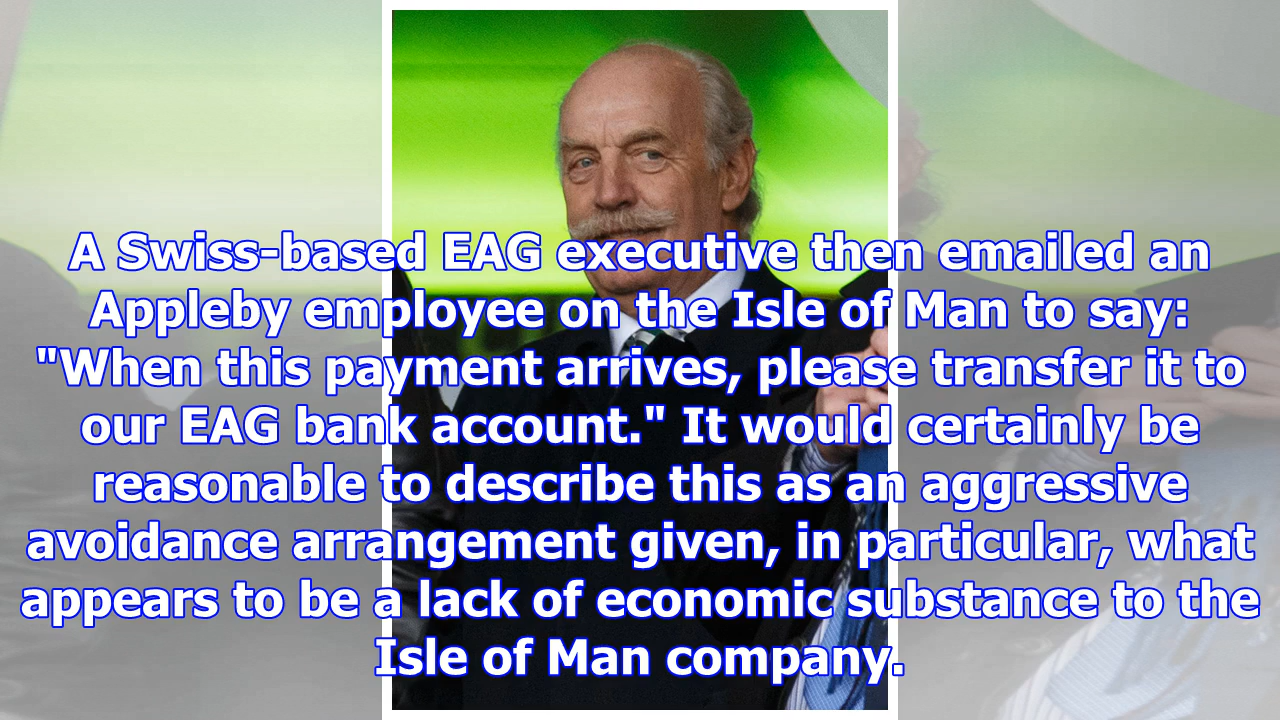 A Swiss-based EAG executive then emailed an
Appleby employee on the Isle of Man to say:
"When this payment arrives, please transfer it to
our EAG bank account." It would certainly be
reasonable to describe this as an aggressive
avoidance arrangement given, in particular, what
appears to be a lack of economic substance to the
Isle of Man company.